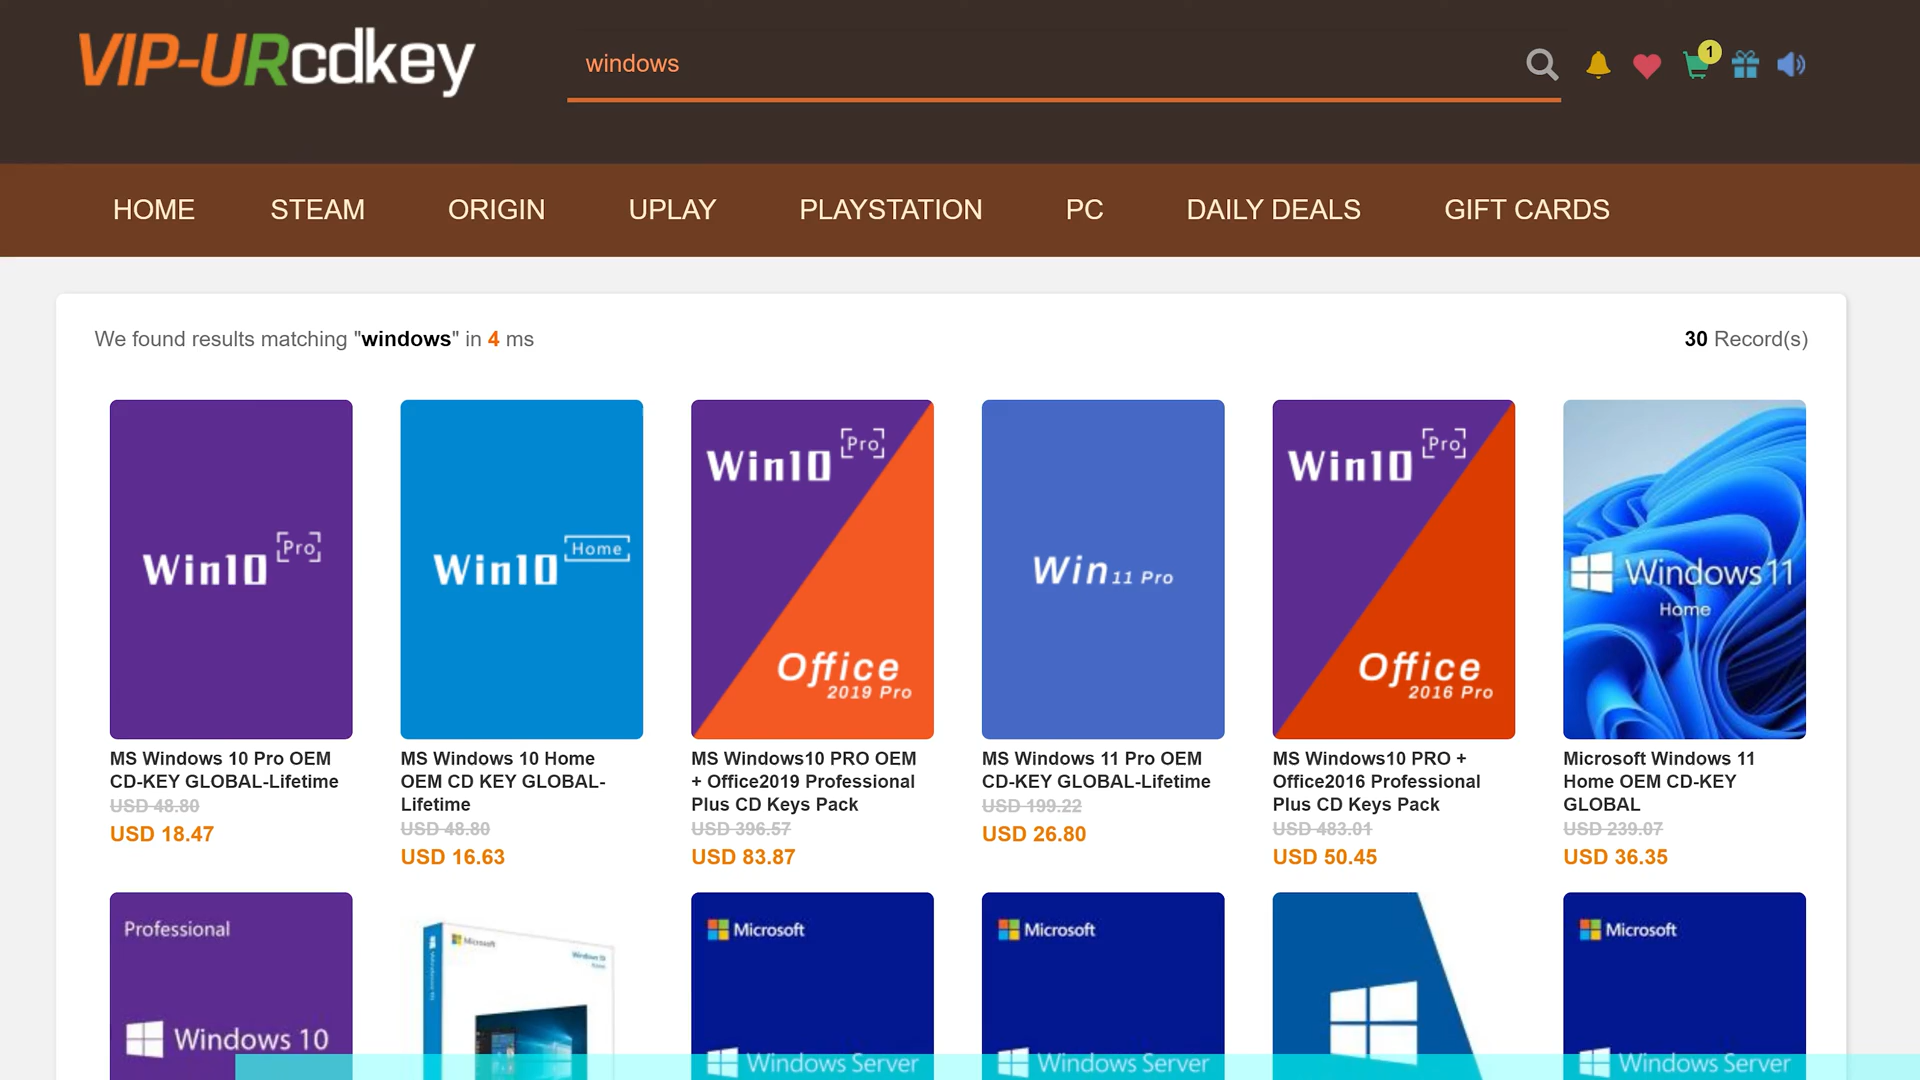 VIP-URcdkey
windows
1
HOME STEAM ORIGIN UPLAY PLAYSTATION PC DAILY DEALS GIFT CARDS
We found results matching "windows" in 4 ms
30 Record(s)
Win10 Pro
Win10 Home
Win10 Pro
Office
2019 Pro
Win 11 Pro
Win10 Pro
Office
2016 Pro
Windows 11
Home
MS Windows 10 Pro OEM
CD-KEY GLOBAL-Lifetime
USD 48.80
USD 18.47
MS Windows 10 Home
OEM CD KEY GLOBAL-
Lifetime
USD 48.80
USD 16.63
MS Windows10 PRO OEM
+ Office2019 Professional
Plus CD Keys Pack
USD 396.57
USD 83.87
MS Windows 11 Pro OEM
CD-KEY GLOBAL-Lifetime
USD 199.22
USD 26.80
MS Windows10 PRO +
Office2016 Professional
Plus CD Keys Pack
USD 483.01
USD 50.45
Microsoft Windows 11
Home OEM CD-KEY
GLOBAL
USD 239.07
USD 36.35
Professional
Windows 10
Microsoft
Windows 10
Microsoft
Windows Server
Microsoft
Windows Server
Microsoft
Windows Server